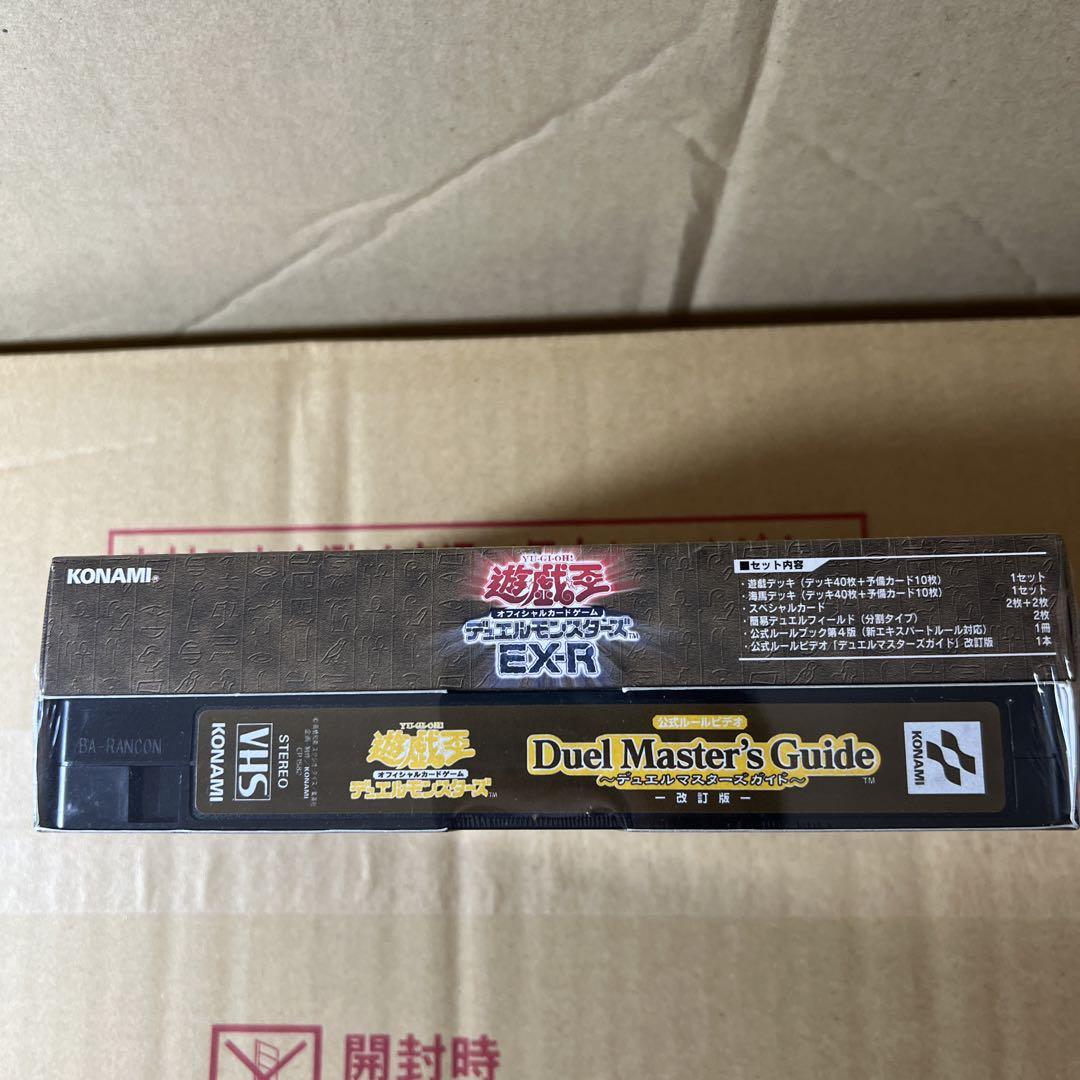 KONAMI®
YU-GI-OH!
遊戯王
オフィシャルカードゲーム
デュエルモンスターズ™
EX-R
■セット内容
・遊戯デッキ（デッキ40枚＋予備カード10枚） 1セット
・海馬デッキ（デッキ40枚＋予備カード10枚） 1セット
・スペシャルカード 2枚＋2枚
・簡易デュエルフィールド（分割タイプ） 2枚
・公式ルールブック第4版（新エキスパートルール対応） 1冊
・公式ルールビデオ「デュエルマスターズガイド」改訂版 1本
BA-RANCON
KONAMI
VHS
STEREO
YU-GI-OH!
遊戯王
オフィシャルカードゲーム
デュエルモンスターズ™
公式ルールビデオ
Duel Master's Guide™
～デュエルマスターズ ガイド～
－改訂版－
KONAMI
開封時